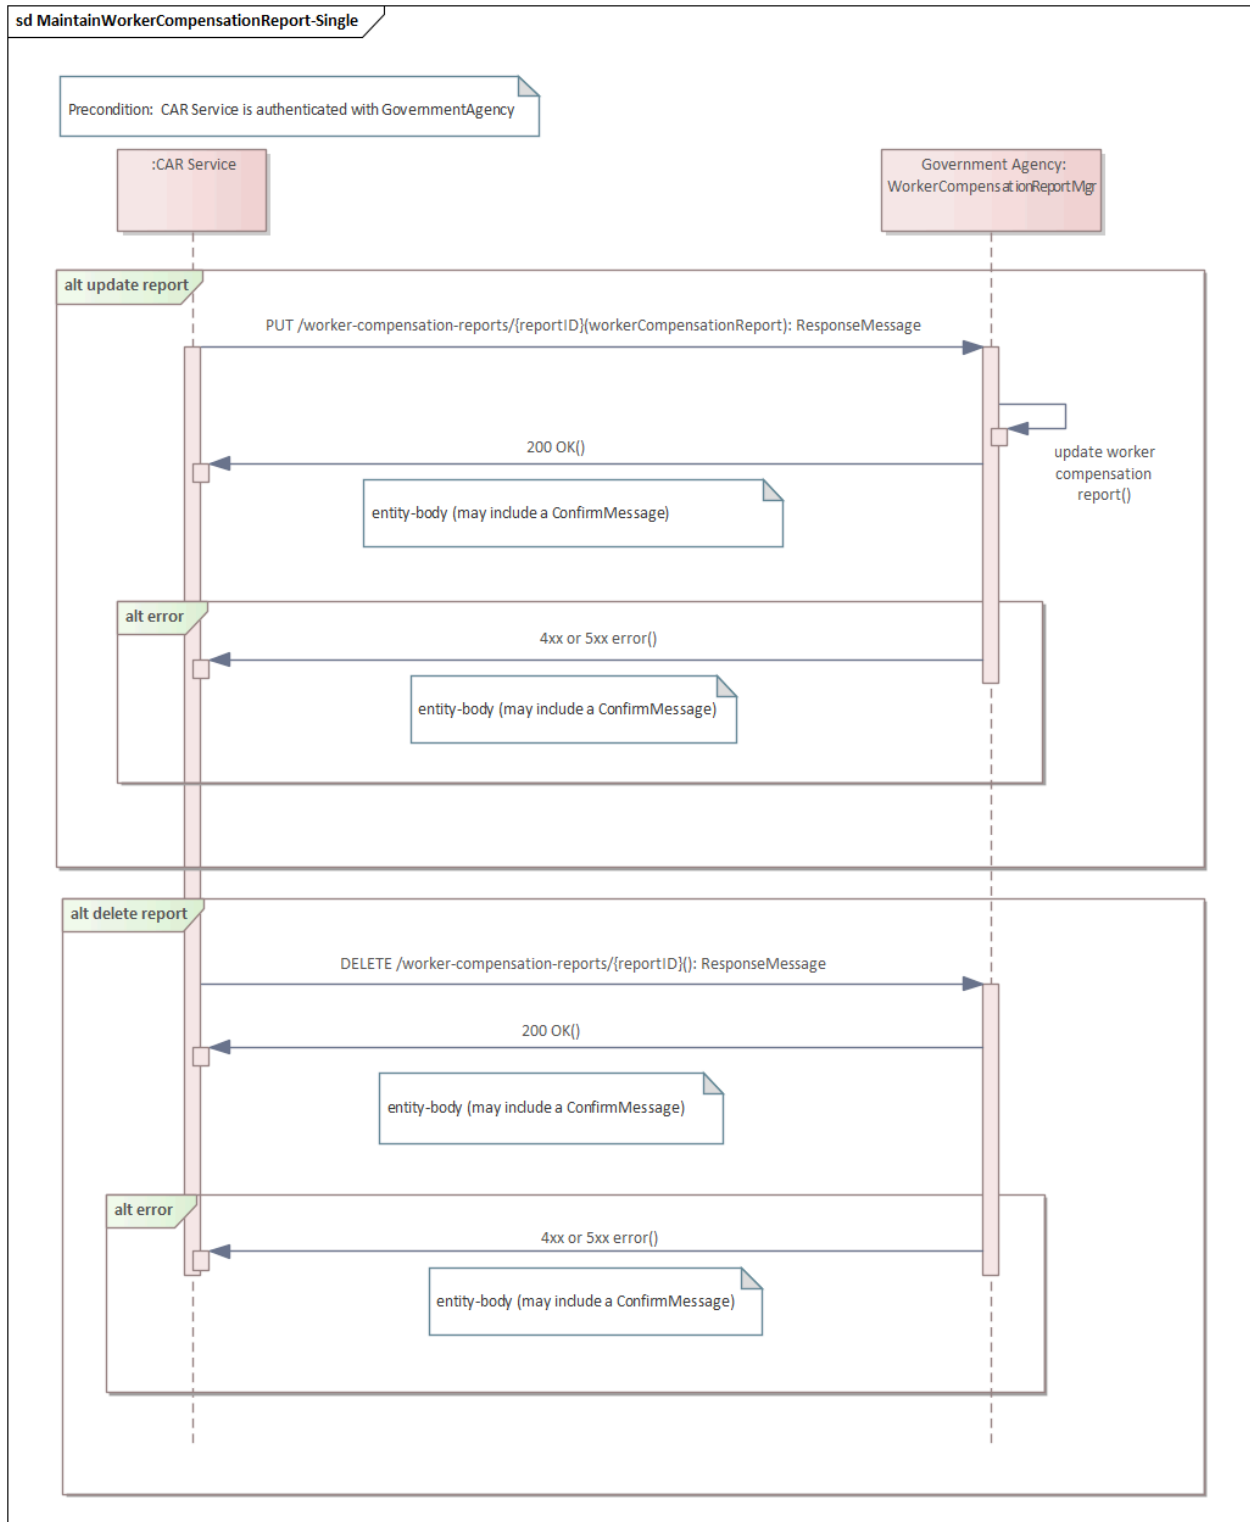 sd MaintainWorkerCompensationReport-Single
Precondition:  CAR Service is authenticated with GovernmentAgency
:CAR Service
Government Agency:
WorkerCompensationReportMgr
alt update report
PUT /worker-compensation-reports/{reportID}(workerCompensationReport): ResponseMessage
200 OK()
update worker
compensation
report()
entity-body (may include a ConfirmMessage)
alt error
4xx or 5xx error()
entity-body (may include a ConfirmMessage)
alt delete report
DELETE /worker-compensation-reports/{reportID}(): ResponseMessage
200 OK()
entity-body (may include a ConfirmMessage)
alt error
4xx or 5xx error()
entity-body (may include a ConfirmMessage)